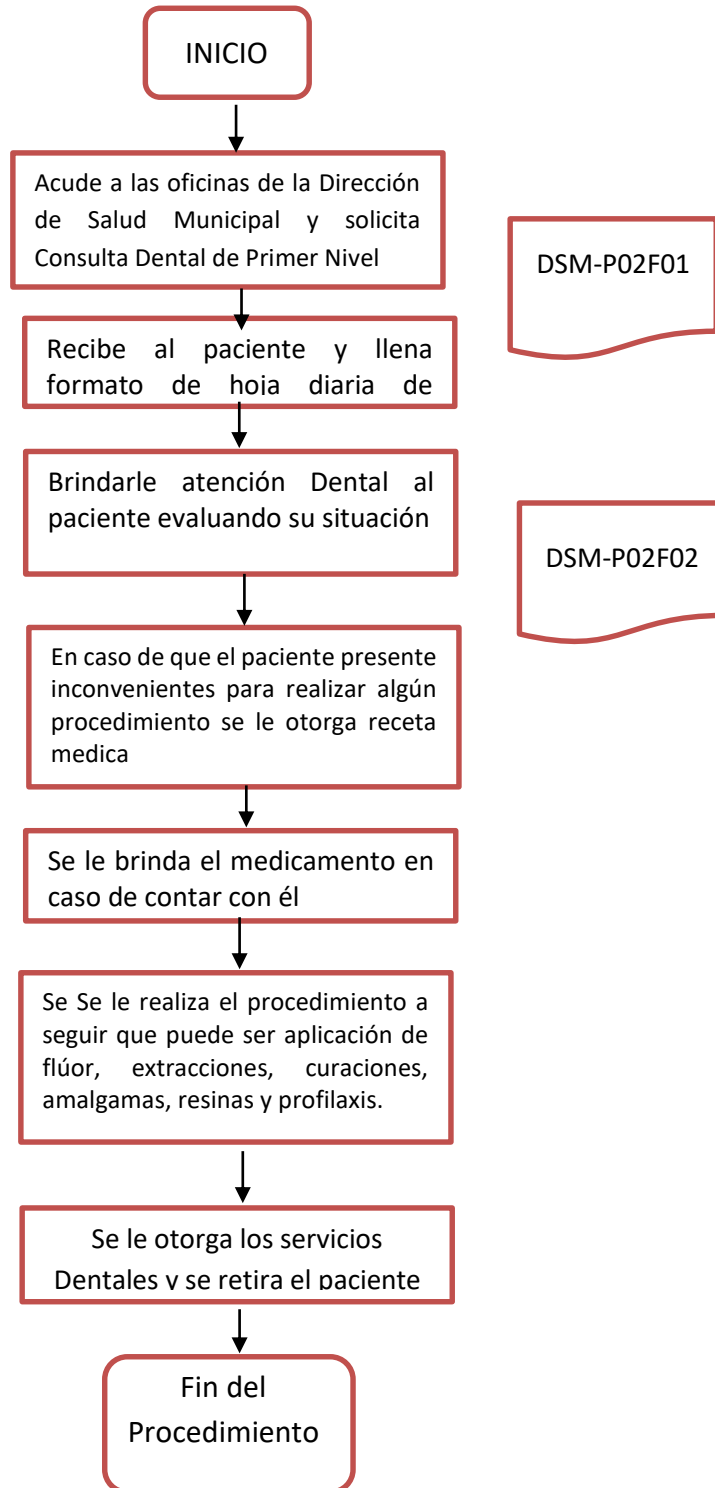 INICIO
Acude a las oficinas de la Dirección
de Salud Municipal y solicita
Consulta Dental de Primer Nivel
DSM-P02F01
Recibe al paciente y llena
formato de hoja diaria de
Brindarle atención Dental al
paciente evaluando su situación
DSM-P02F02
En caso de que el paciente presente
inconvenientes para realizar algún
procedimiento se le otorga receta
medica
Se le brinda el medicamento en
caso de contar con él
Se Se le realiza el procedimiento a
seguir que puede ser aplicación de
flúor, extracciones, curaciones,
amalgamas, resinas y profilaxis.
Se le otorga los servicios
Dentales y se retira el paciente
Fin del
Procedimiento